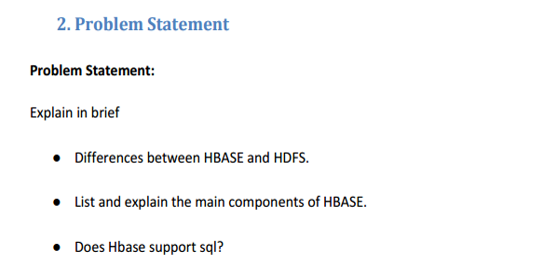 2. Problem Statement
Problem Statement:
Explain in brief
● Differences between HBASE and HDFS.
● List and explain the main components of HBASE.
● Does Hbase support sql?